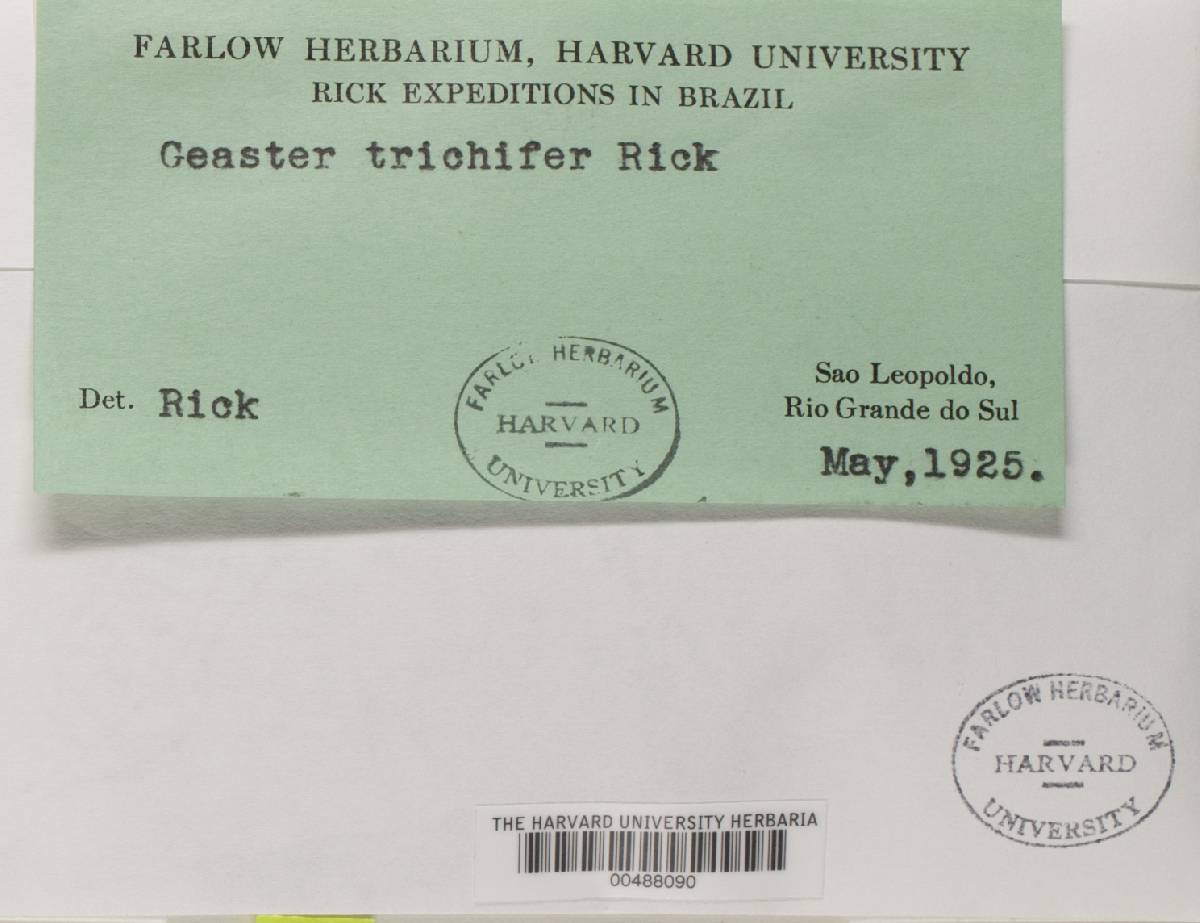 FARLOW HERBARIUM, HARVARD UNIVERSITY
RICK EXPEDITIONS IN BRAZIL
Geaster trichifer Rick
Det. Rick
FARLOW HERBARIUM
HARVARD
UNIVERSITY
Sao Leopoldo,
Rio Grande do Sul
May, 1925.
FARLOW HERBARIUM
HARVARD
UNIVERSITY
THE HARVARD UNIVERSITY HERBARIA
00488090